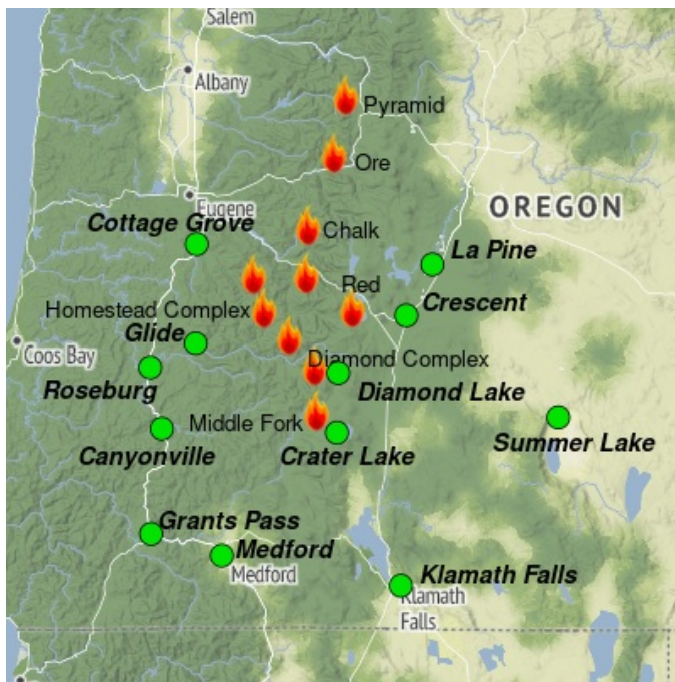 Salem
Albany
Pyramid
Ore
Eugene
OREGON
Cottage Grove
Chalk
La Pine
Red
Homestead Complex
Crescent
Glide
Coos Bay
Diamond Complex
Roseburg
Diamond Lake
Middle Fork
Canyonville
Crater Lake
Summer Lake
Grants Pass
Medford
Medford
Klamath Falls
Klamath
Falls